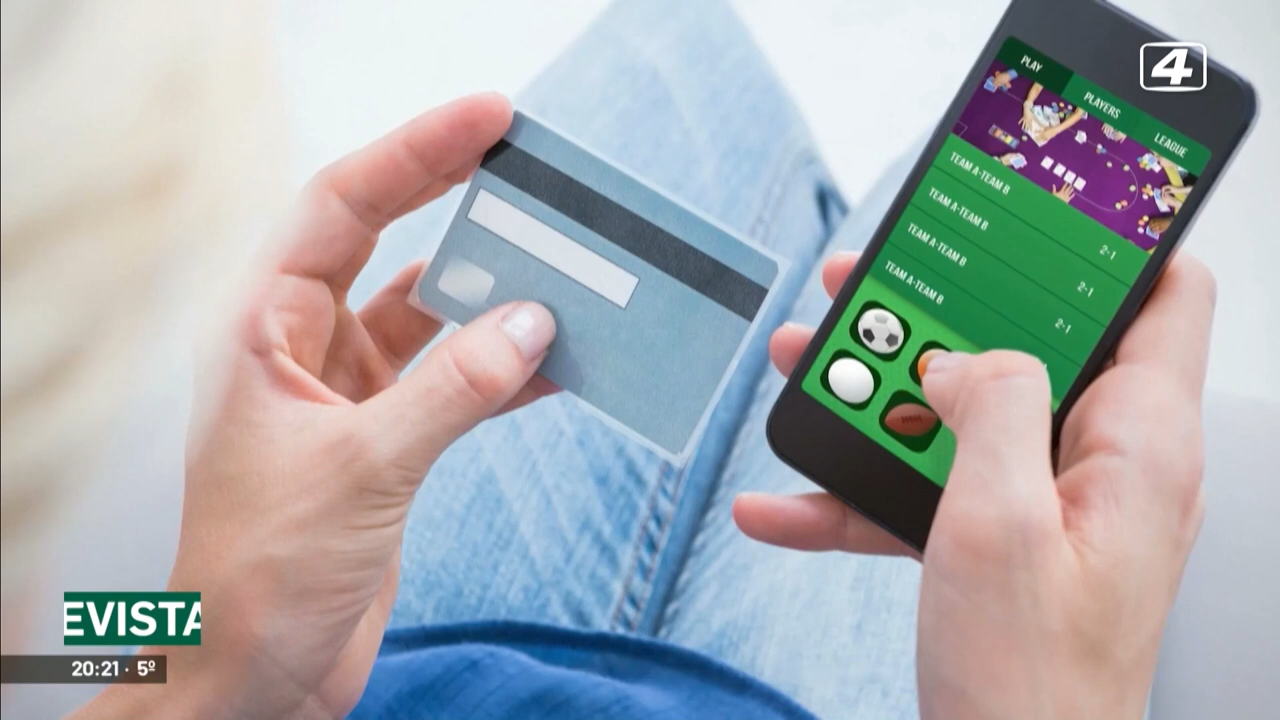 4
PLAY
PLAYERS
LEAGUE
TEAM A-TEAM B
2-1
TEAM A-TEAM B
2-1
TEAM A-TEAM B
2-1
TEAM A-TEAM B
EVISTA
20:21 · 5º